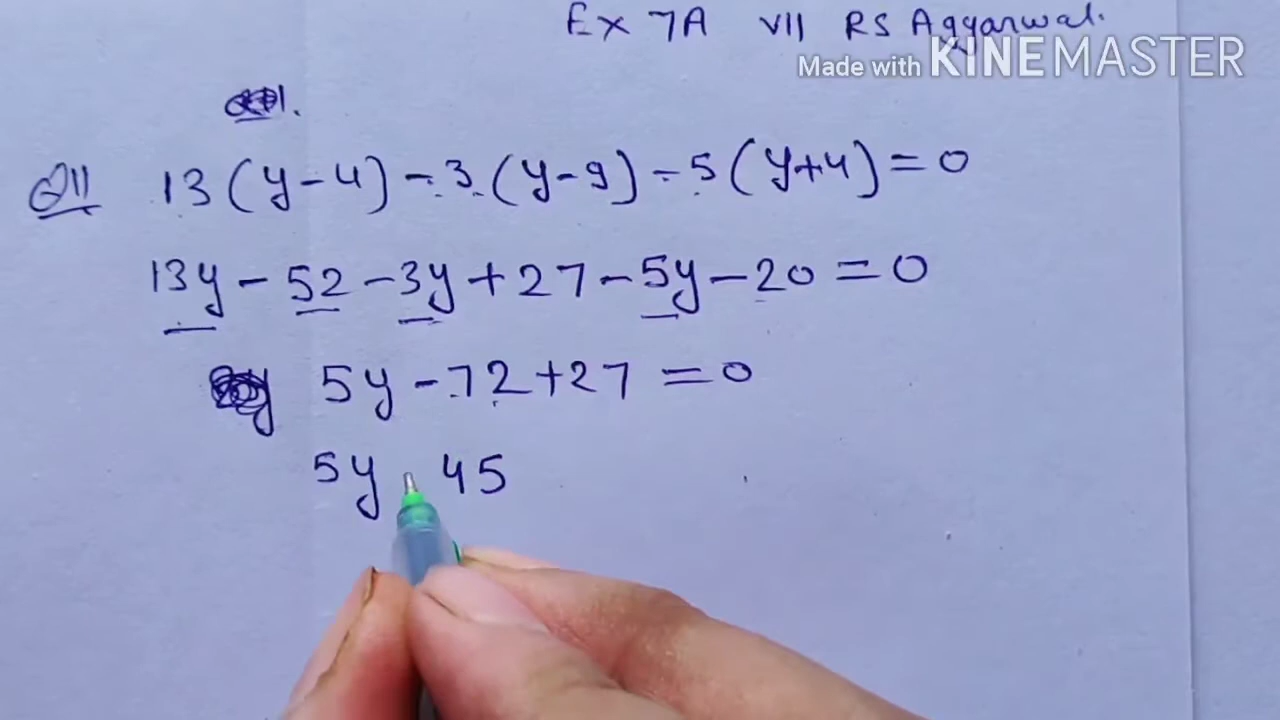 Ex 7A VII RS Aggarwal.
Made with KINEMASTER
Q11 13(y-4)-3(y-9)-5(y+4)=0
13y-52-3y+27-5y-20=0
5y-72+27=0
5y 45